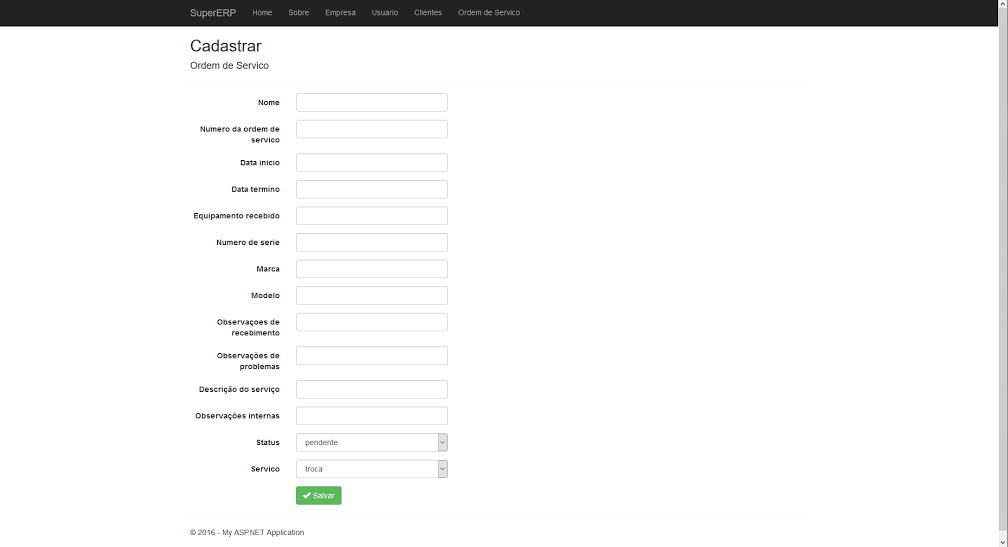 SuperERP Home Sobre Empresa Usuario Clientes Ordem de Servico
Cadastrar
Ordem de Servico
Nome
Numero da ordem de
servico
Data inicio
Data termino
Equipamento recebido
Numero de serie
Marca
Modelo
Observaçoes de
recebimento
Observações de
problemas
Descrição do serviço
Observações internas
Status pendente
Servico troca
Salvar
© 2016 - My ASP.NET Application